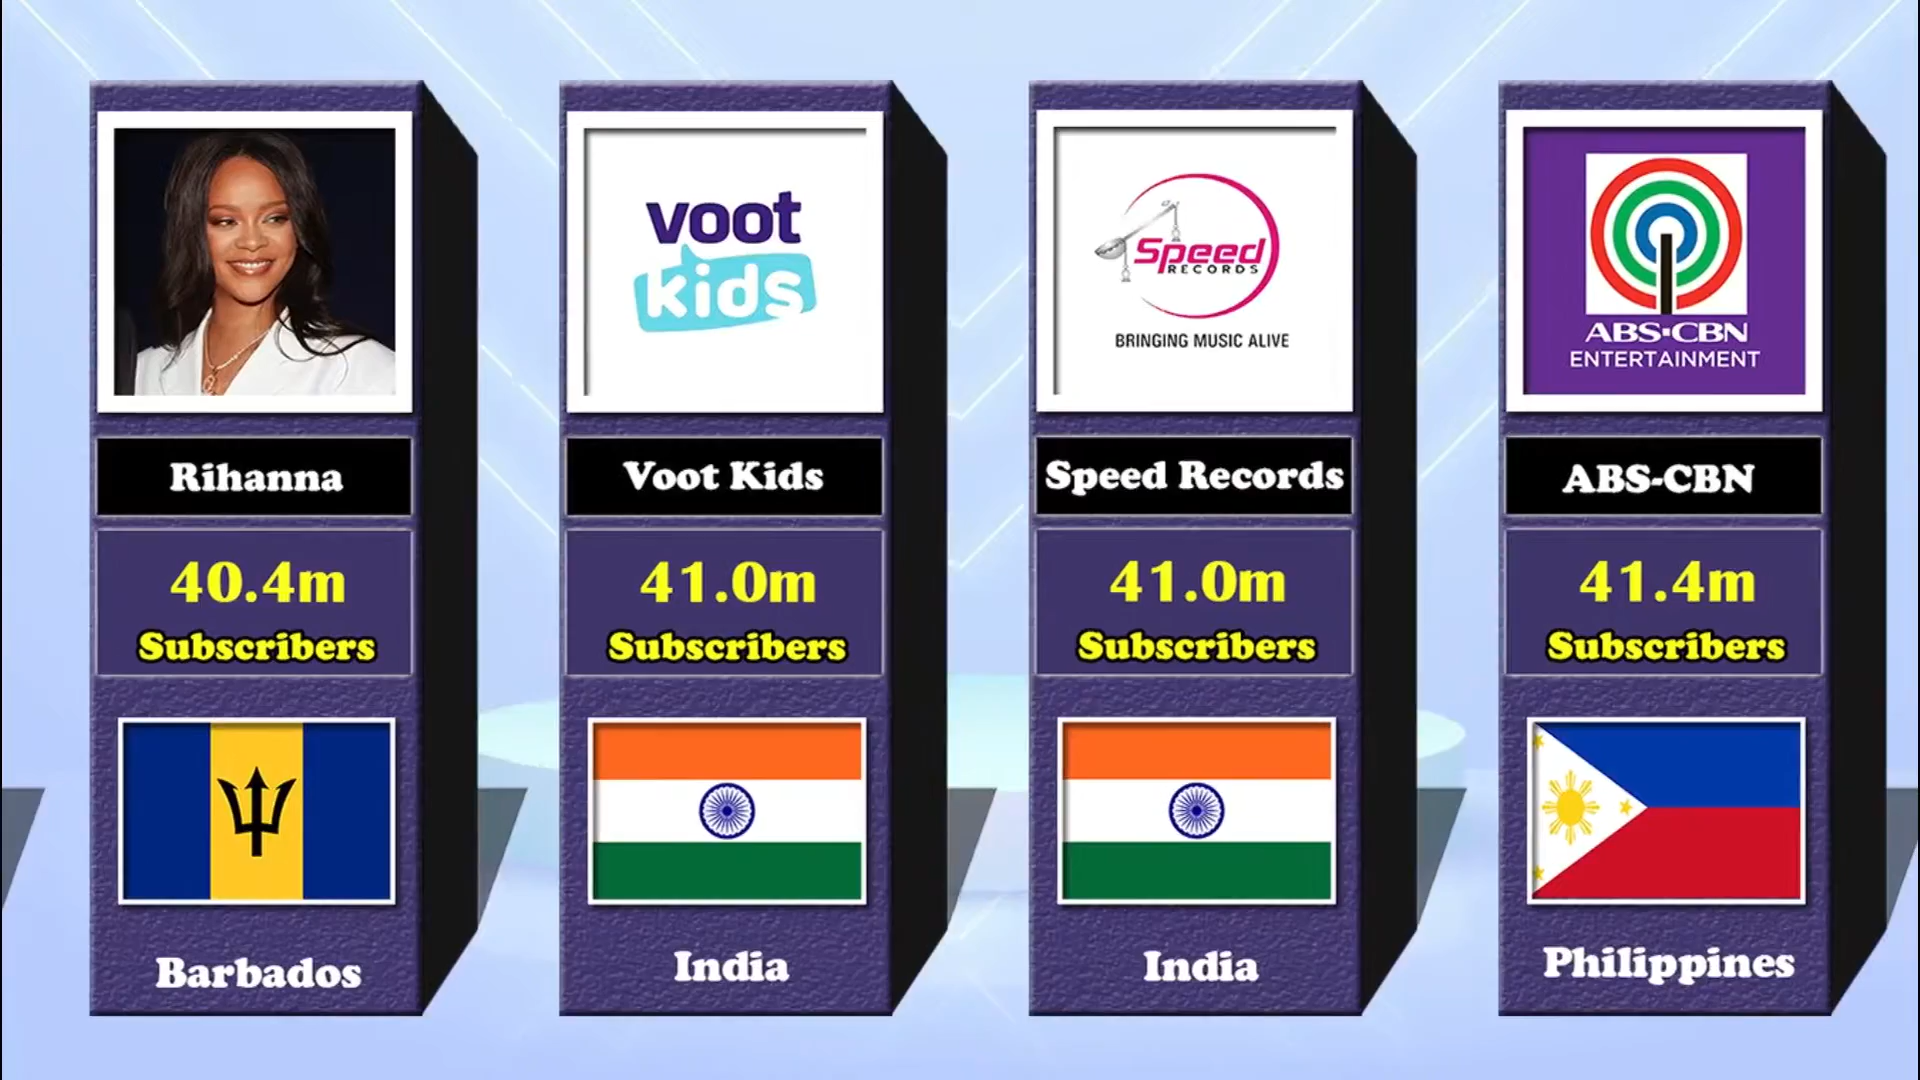 Rihanna
40.4m
Subscribers
Barbados
voot
kids
Voot Kids
41.0m
Subscribers
India
Speed
RECORDS
BRINGING MUSIC ALIVE
Speed Records
41.0m
Subscribers
India
ABS-CBN
ENTERTAINMENT
ABS-CBN
41.4m
Subscribers
Philippines